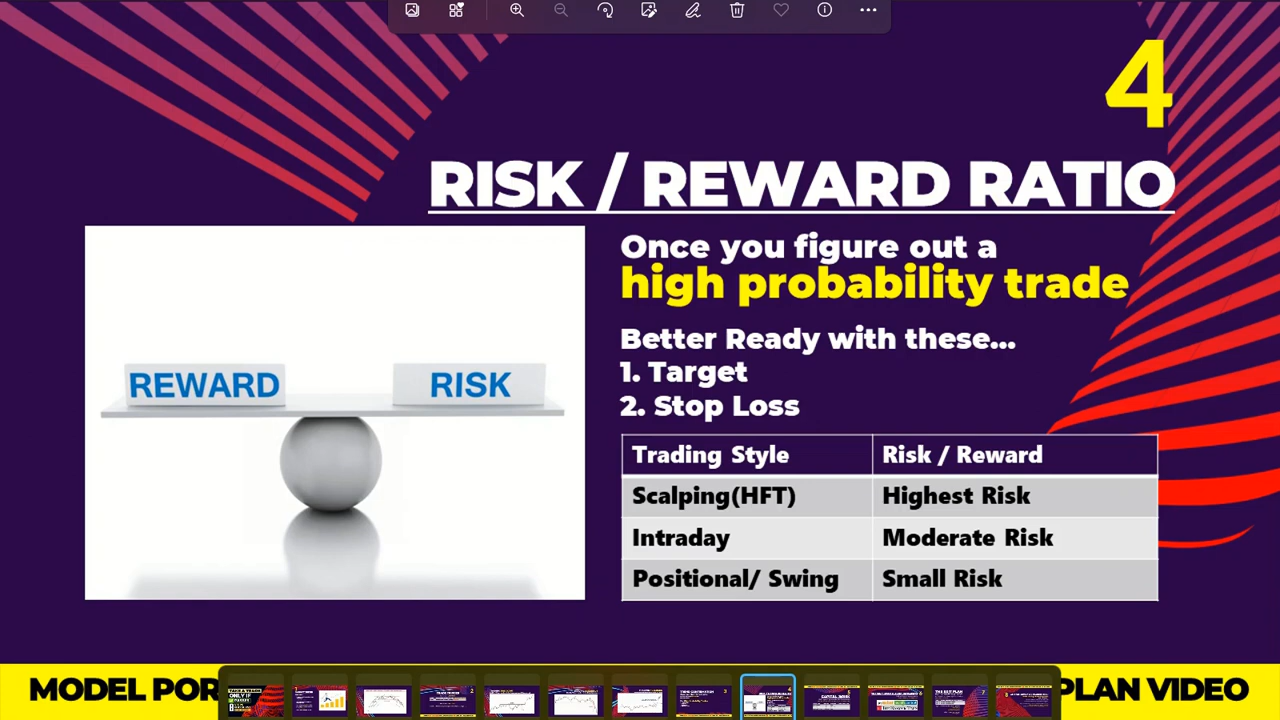 4
RISK / REWARD RATIO
Once you figure out a
high probability trade
Better Ready with these...
1. Target
2. Stop Loss
REWARD
RISK
Trading Style
Risk / Reward
Scalping(HFT)
Highest Risk
Intraday
Moderate Risk
Positional/ Swing
Small Risk
MODEL POR
PLAN VIDEO